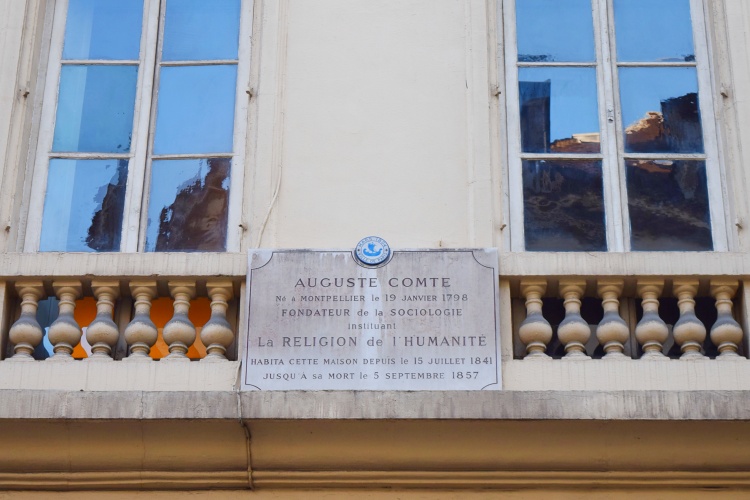 AUGUSTE COMTE
NÉ à MONTPELLIER le 19 JANVIER 1798
FONDATEUR de la SOCIOLOGIE
instituant
La RELIGION de l'HUMANITÉ
HABITA CETTE MAISON DEPUIS le 15 JUILLET 1841
JUSQU'À sa MORT le 5 SEPTEMBRE 1857